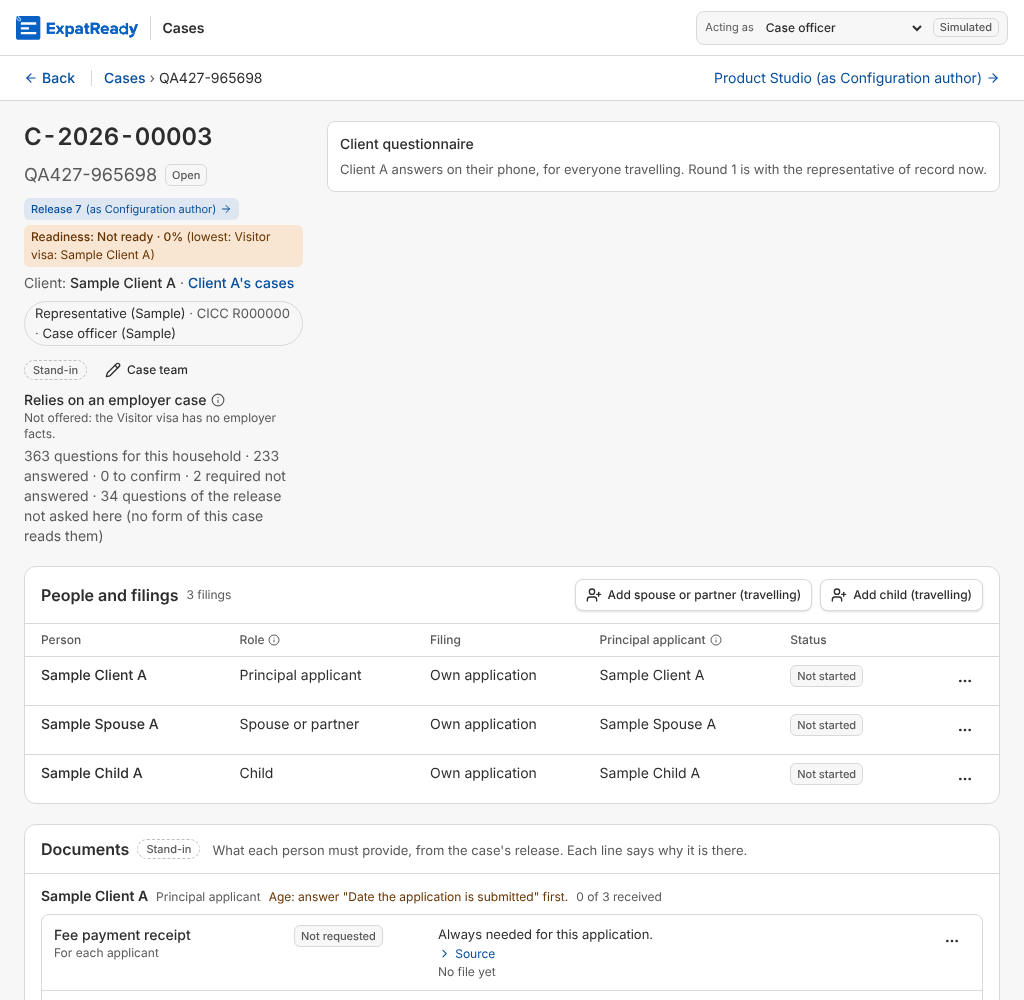 ExpatReady
Cases
Acting as Case officer Simulated
← Back
Cases › QA427-965698
Product Studio (as Configuration author) →
C-2026-00003
QA427-965698 Open
Release 7 (as Configuration author) →
Readiness: Not ready · 0% (lowest: Visitor
visa: Sample Client A)
Client: Sample Client A · Client A's cases
Representative (Sample) · CICC R000000
· Case officer (Sample)
Stand-in Case team
Relies on an employer case
Not offered: the Visitor visa has no employer
facts.
363 questions for this household · 233
answered · 0 to confirm · 2 required not
answered · 34 questions of the release
not asked here (no form of this case
reads them)
Client questionnaire
Client A answers on their phone, for everyone travelling. Round 1 is with the representative of record now.
People and filings 3 filings
Add spouse or partner (travelling) Add child (travelling)
Person Role Filing Principal applicant Status
Sample Client A Principal applicant Own application Sample Client A Not started ...
Sample Spouse A Spouse or partner Own application Sample Spouse A Not started ...
Sample Child A Child Own application Sample Child A Not started ...
Documents Stand-in What each person must provide, from the case's release. Each line says why it is there.
Sample Client A Principal applicant Age: answer "Date the application is submitted" first. 0 of 3 received
Fee payment receipt Not requested Always needed for this application. ...
For each applicant
Source
No file yet